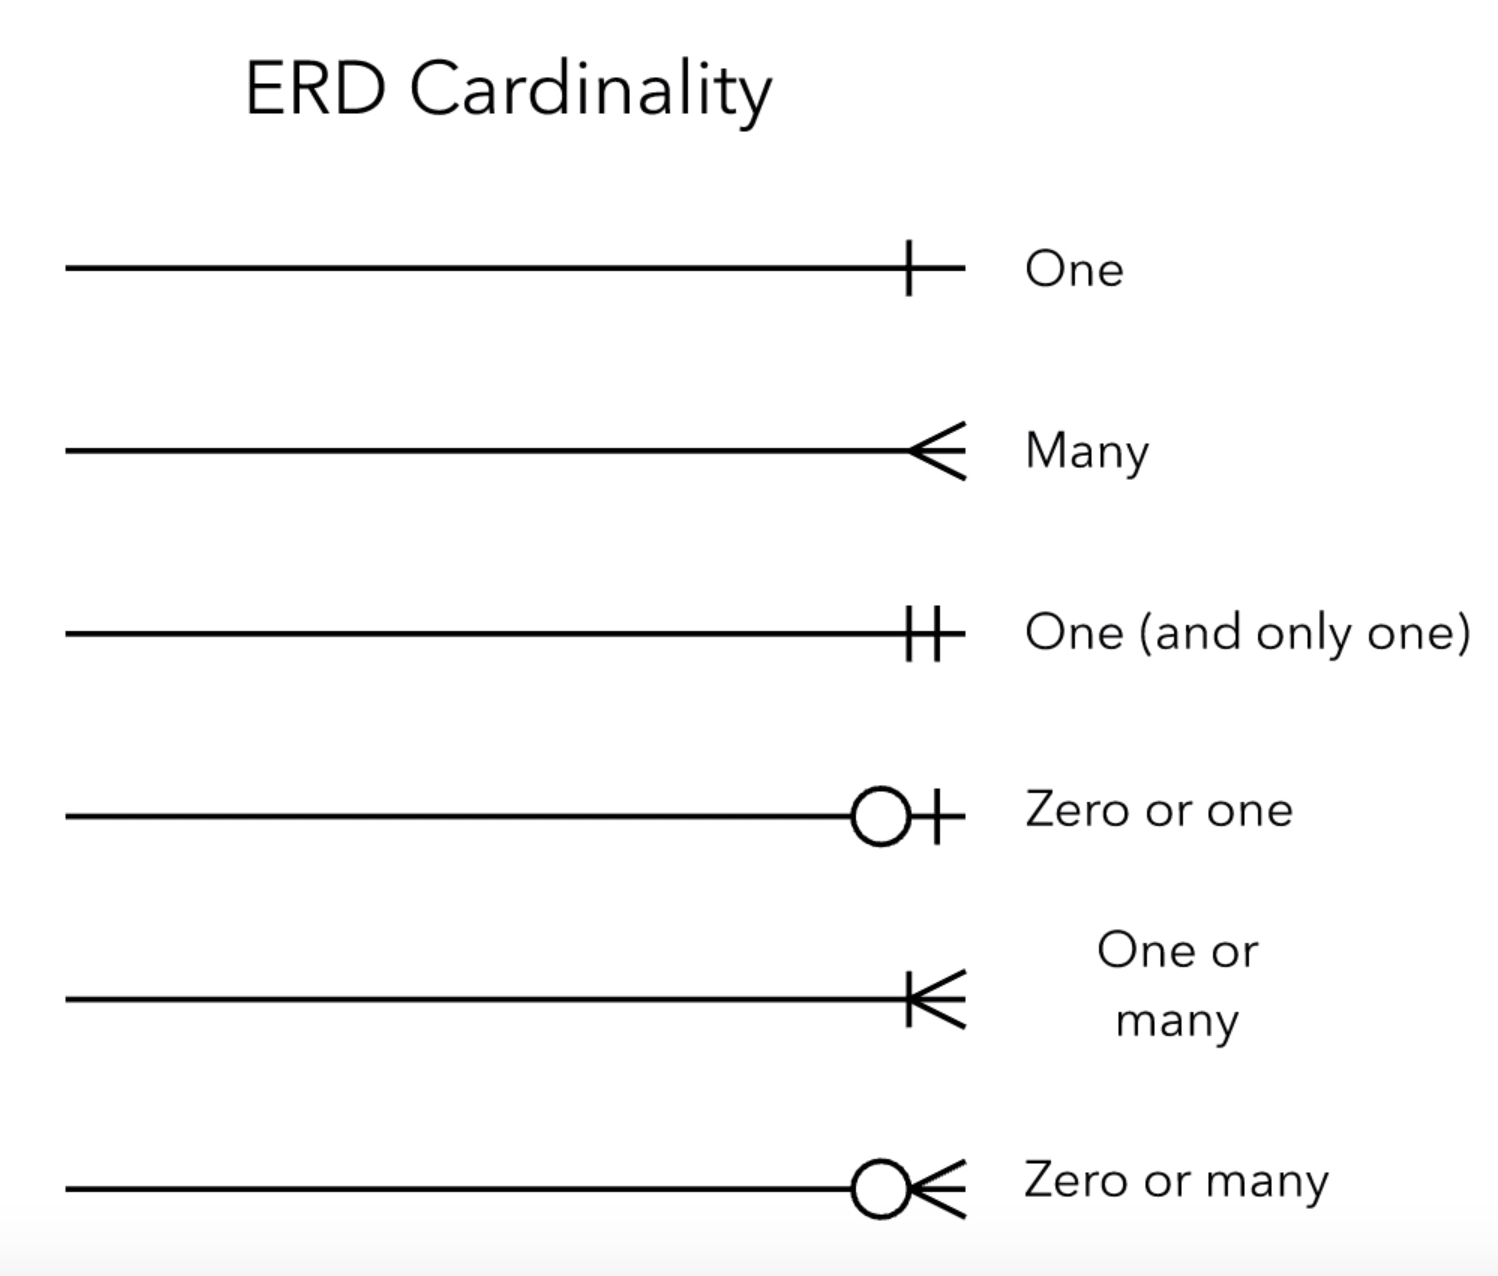 ERD Cardinality
One
Many
One (and only one)
Zero or one
One or
many
Zero or many